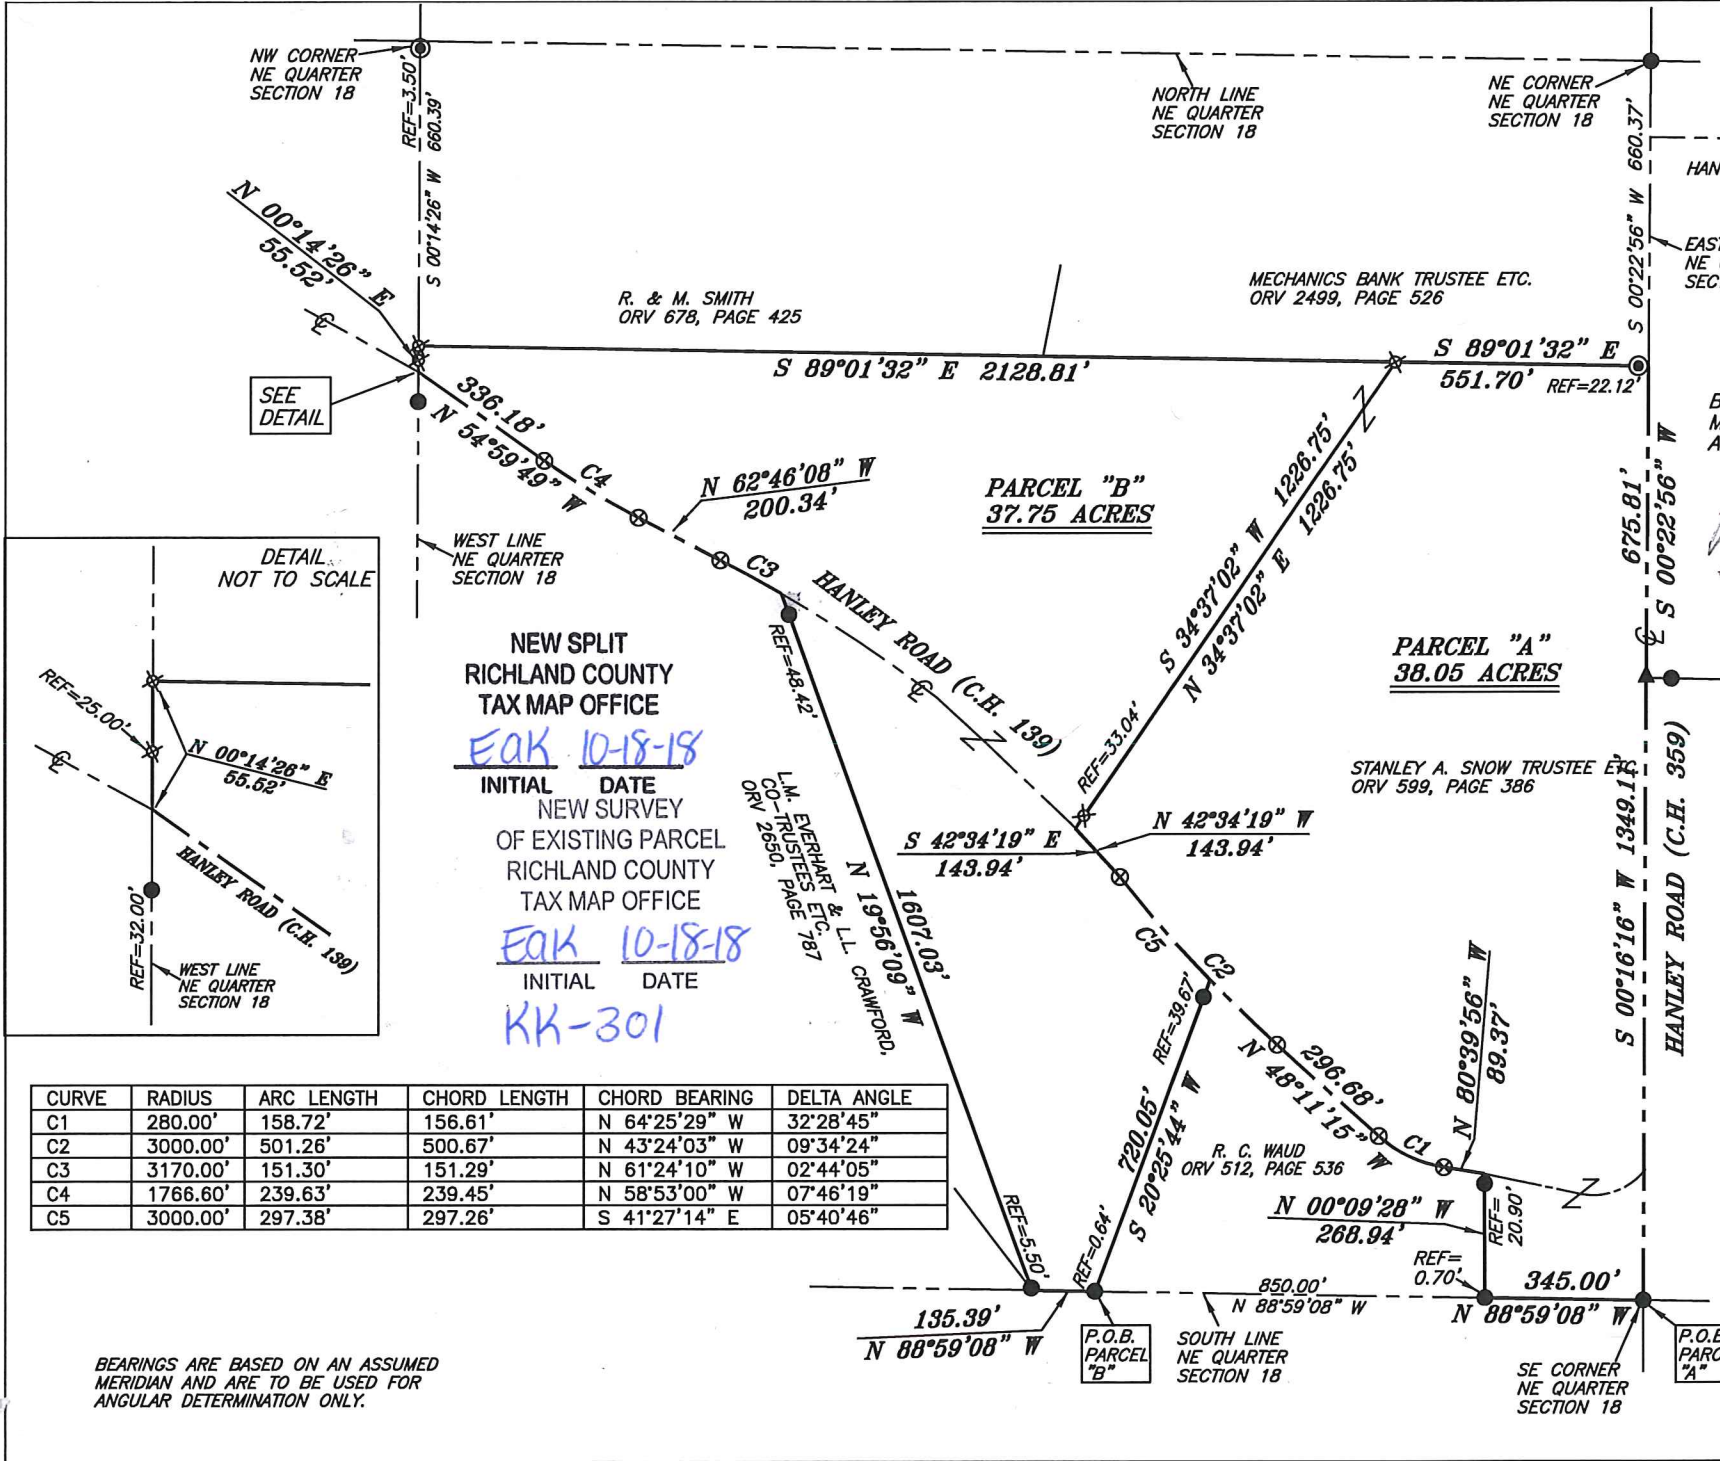 NW CORNER
NE QUARTER
SECTION 18
REF=3.50'
S 00°14'26" W 660.39'
NORTH LINE
NE QUARTER
SECTION 18
NE CORNER
NE QUARTER
SECTION 18
S 00°22'56" W 660.37'
HAN
EAST
NE
SEC
N 00°14'26" E
55.52'
R. & M. SMITH
ORV 678, PAGE 425
MECHANICS BANK TRUSTEE ETC.
ORV 2499, PAGE 526
S 89°01'32" E 2128.81'
S 89°01'32" E
551.70' REF=22.12'
SEE
DETAIL
336.18'
N 54°59'49" W
C4
N 62°46'08" W
200.34'
C3
WEST LINE
NE QUARTER
SECTION 18
PARCEL "B"
37.75 ACRES
1226.75'
S 34°37'02" W
1226.75'
N 34°37'02" E
REF=33.04'
675.81'
S 00°22'56" W
PARCEL "A"
38.05 ACRES
DETAIL
NOT TO SCALE
REF=25.00'
N 00°14'26" E
55.52'
HANLEY ROAD (C.H. 139)
REF=32.00'
WEST LINE
NE QUARTER
SECTION 18
NEW SPLIT
RICHLAND COUNTY
TAX MAP OFFICE
EAK 10-18-18
INITIAL DATE
NEW SURVEY
OF EXISTING PARCEL
RICHLAND COUNTY
TAX MAP OFFICE
EAK 10-18-18
INITIAL DATE
KK-301
HANLEY ROAD (C.H. 139)
REF=48.42'
L.M. EVERHART & L.L. CRAWFORD,
CO-TRUSTEES ETC.
ORV 2650, PAGE 787
1607.03'
N 19°56'09" W
REF=5.50'
S 42°34'19" E
143.94'
N 42°34'19" W
143.94'
STANLEY A. SNOW TRUSTEE ETC.
ORV 599, PAGE 386
S 00°16'16" W 1349.11'
HANLEY ROAD (C.H. 359)
C5
C2
REF=39.67'
720.05'
S 20°25'44" W
REF=0.64'
296.68'
N 48°11'15" W
C1
N 80°39'56" W
89.37'
R. C. WAUD
ORV 512, PAGE 536
N 00°09'28" W
268.94'
REF=
20.90'
REF=
0.70'
345.00'
N 88°59'08" W
850.00'
N 88°59'08" W
135.39'
N 88°59'08" W
P.O.B.
PARCEL
"B"
SOUTH LINE
NE QUARTER
SECTION 18
SE CORNER
NE QUARTER
SECTION 18
P.O.B
PARC
"A"
CURVE RADIUS ARC LENGTH CHORD LENGTH CHORD BEARING DELTA ANGLE
C1 280.00' 158.72' 156.61' N 64°25'29" W 32°28'45"
C2 3000.00' 501.26' 500.67' N 43°24'03" W 09°34'24"
C3 3170.00' 151.30' 151.29' N 61°24'10" W 02°44'05"
C4 1766.60' 239.63' 239.45' N 58°53'00" W 07°46'19"
C5 3000.00' 297.38' 297.26' S 41°27'14" E 05°40'46"
BEARINGS ARE BASED ON AN ASSUMED
MERIDIAN AND ARE TO BE USED FOR
ANGULAR DETERMINATION ONLY.